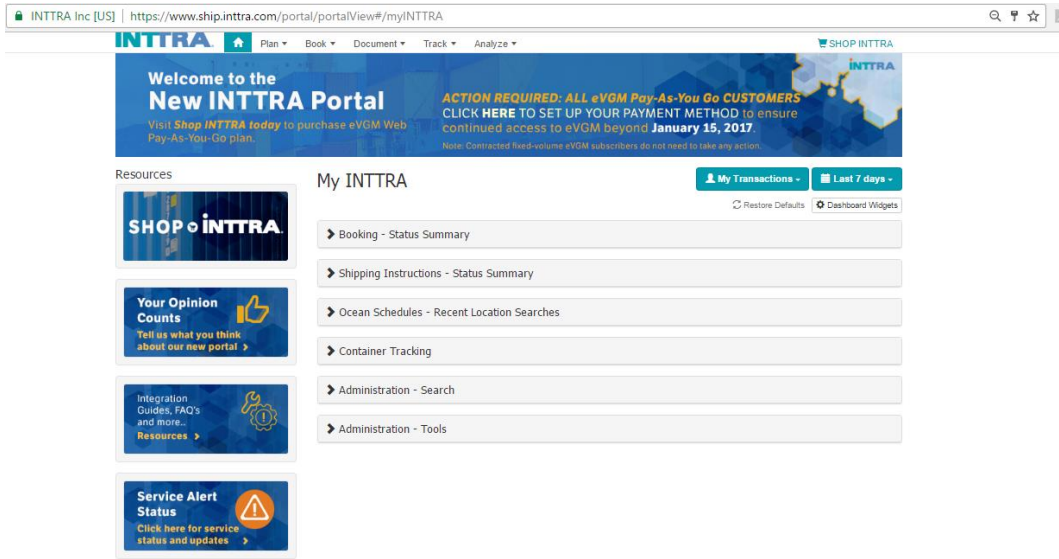 INTTRA Inc [US] https://www.ship.inttra.com/portal/portalView#/myINTTRA
INTTRA Plan Book Document Track Analyze SHOP INTTRA
Welcome to the
New INTTRA Portal
Visit Shop INTTRA today to purchase eVGM Web
Pay-As-You-Go plan.
INTTRA
ACTION REQUIRED: ALL eVGM Pay-As-You Go CUSTOMERS
CLICK HERE TO SET UP YOUR PAYMENT METHOD to ensure
continued access to eVGM beyond January 15, 2017.
Note: Contracted fixed-volume eVGM subscribers do not need to take any action.
Resources
SHOP INTTRA
Your Opinion
Counts
Tell us what you think
about our new portal
Integration
Guides, FAQ's
and more..
Resources
Service Alert
Status
Click here for service
status and updates
My INTTRA
My Transactions Last 7 days
Restore Defaults Dashboard Widgets
Booking - Status Summary
Shipping Instructions - Status Summary
Ocean Schedules - Recent Location Searches
Container Tracking
Administration - Search
Administration - Tools